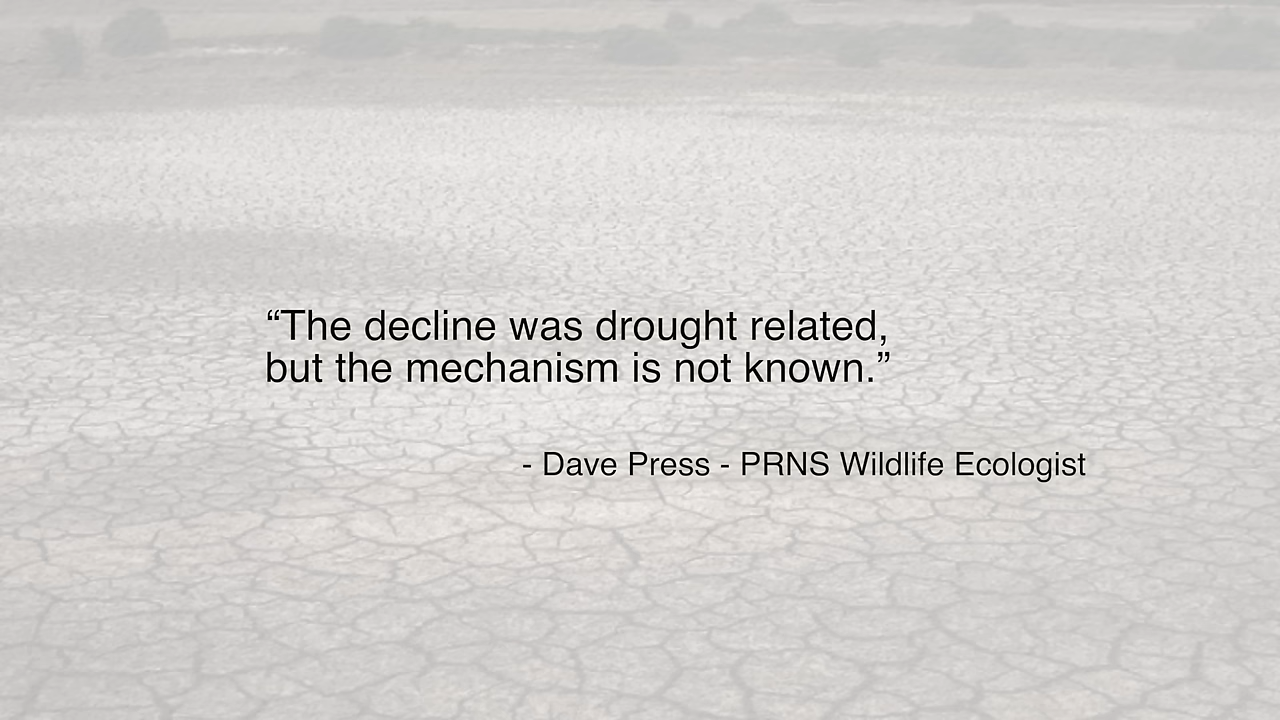 “The decline was drought related,
but the mechanism is not known.”
- Dave Press - PRNS Wildlife Ecologist